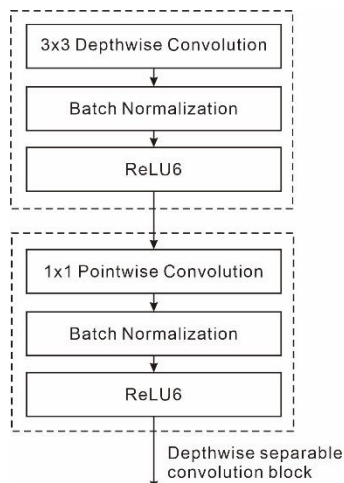 3x3 Depthwise Convolution
Batch Normalization
ReLU6
1x1 Pointwise Convolution
Batch Normalization
ReLU6
Depthwise separable
convolution block